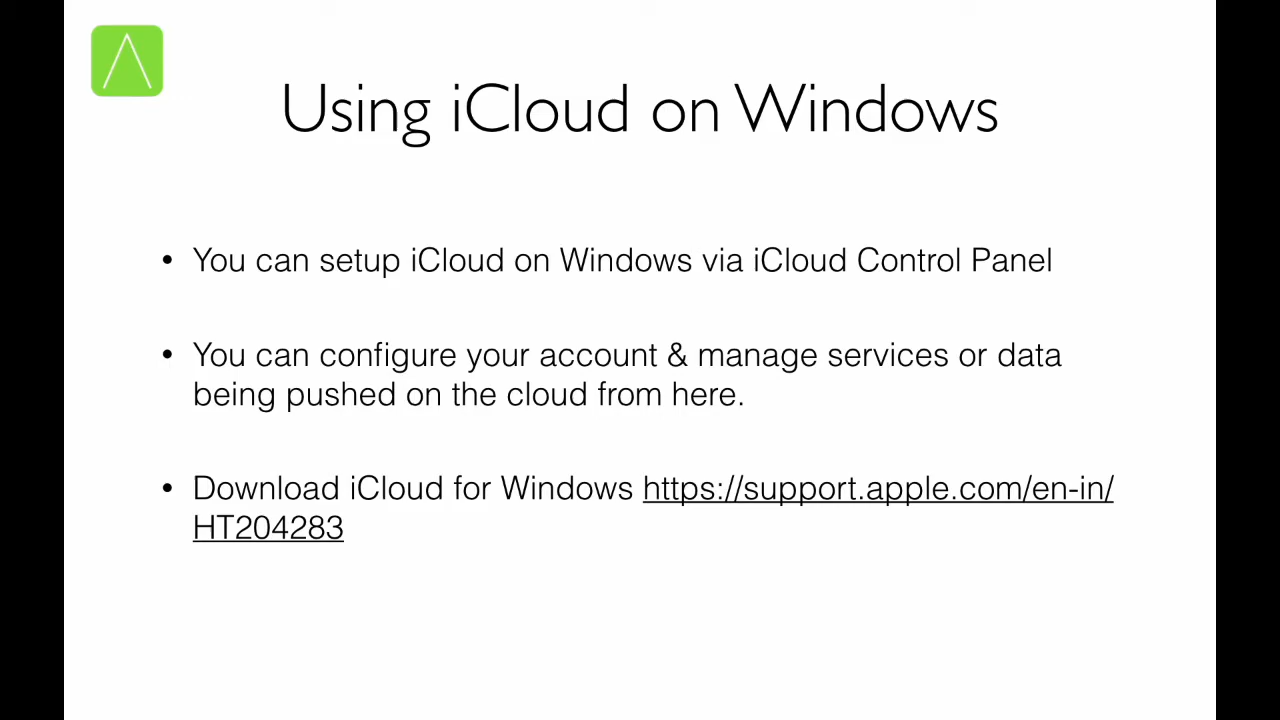 Using iCloud on Windows
• You can setup iCloud on Windows via iCloud Control Panel
• You can configure your account & manage services or data
being pushed on the cloud from here.
• Download iCloud for Windows https://support.apple.com/en-in/
HT204283